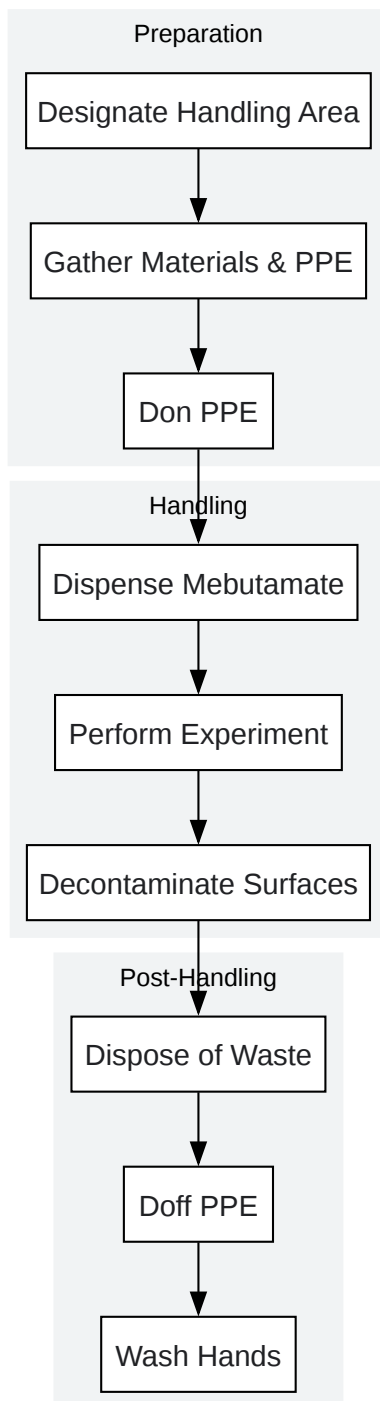 Preparation
Designate Handling Area
Gather Materials & PPE
Don PPE
Handling
Dispense Mebutamate
Perform Experiment
Decontaminate Surfaces
Post-Handling
Dispose of Waste
Doff PPE
Wash Hands